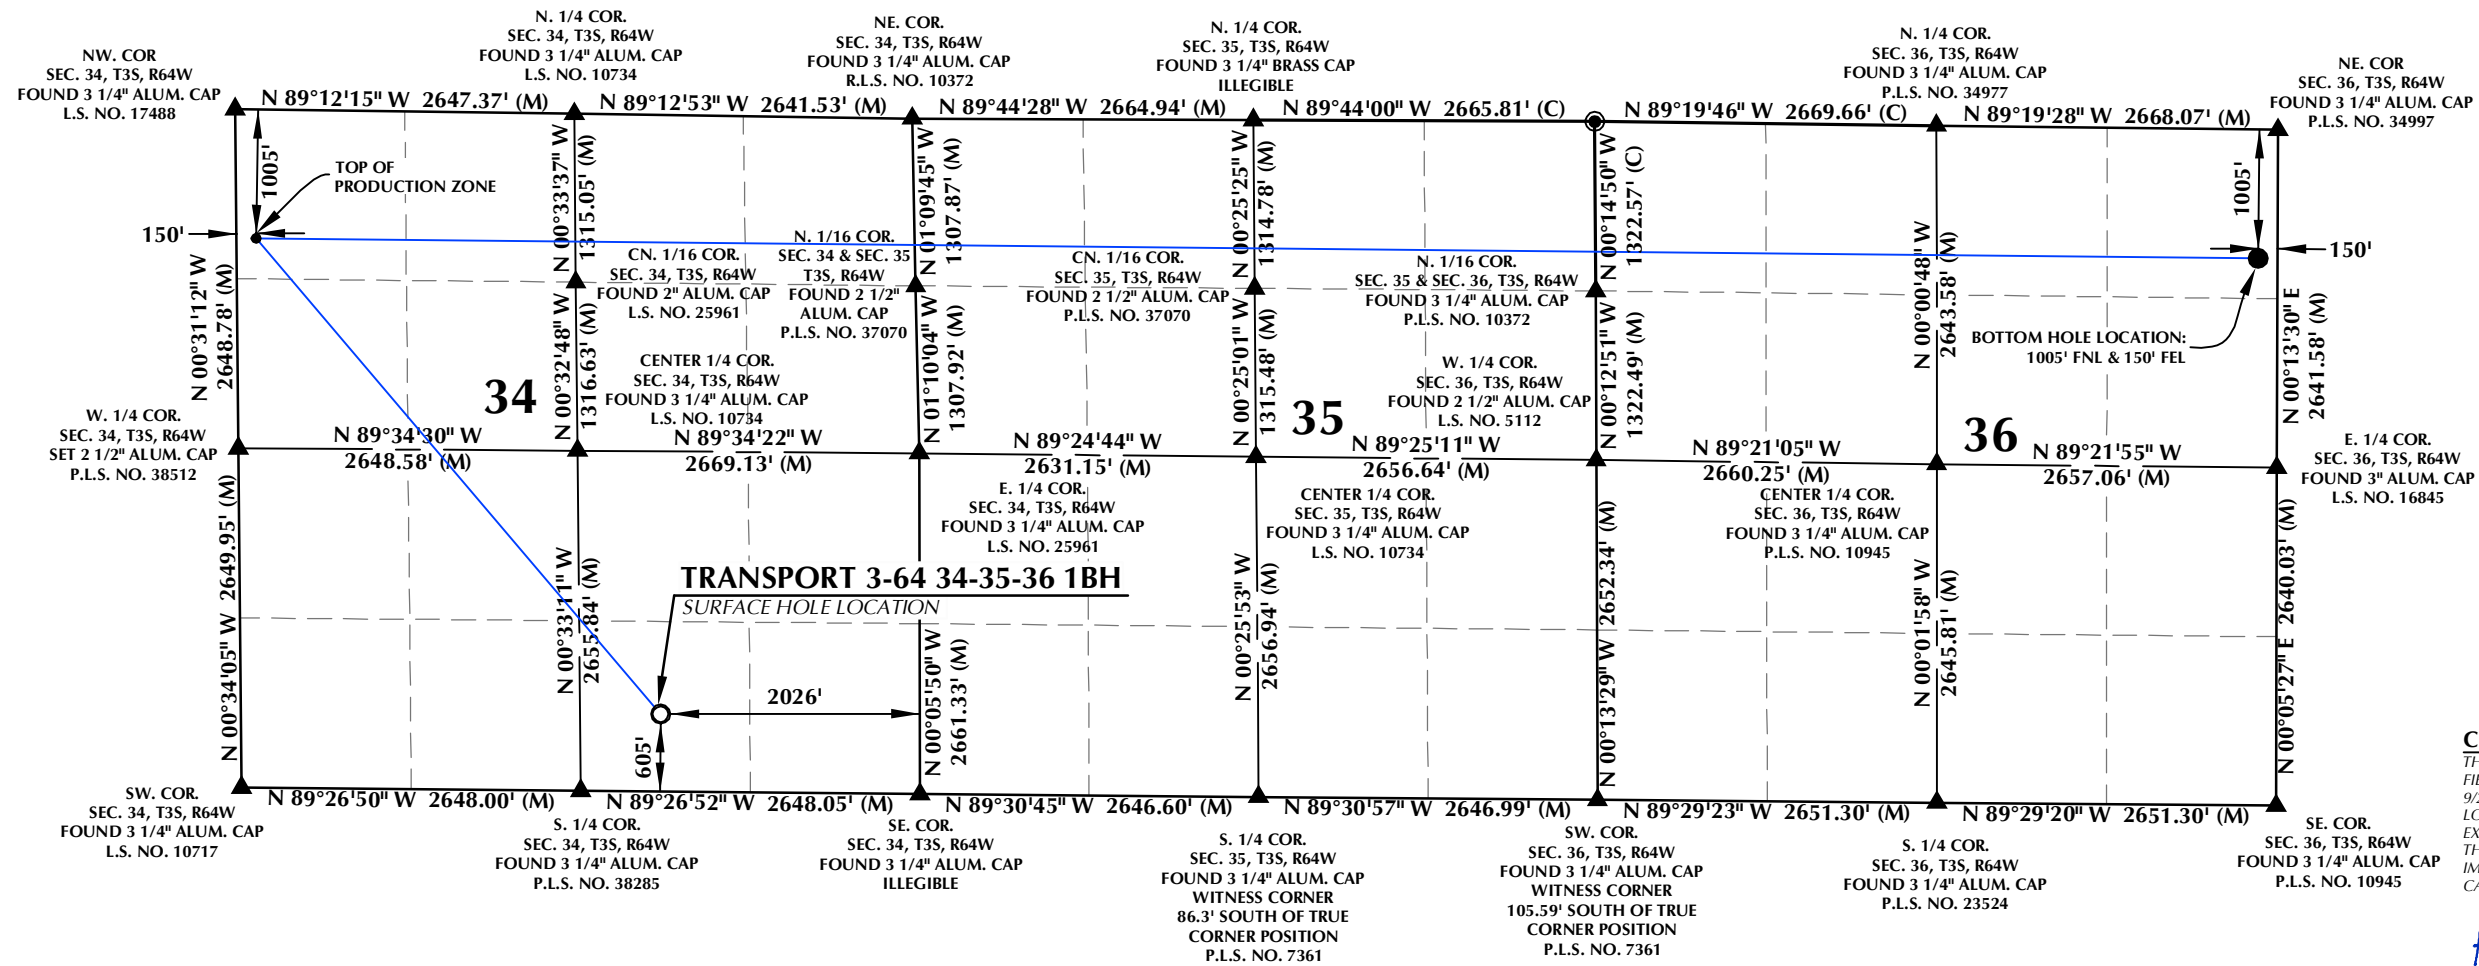 NW. COR
SEC. 34, T3S, R64W
FOUND 3 1/4" ALUM. CAP
L.S. NO. 17488
N. 1/4 COR.
SEC. 34, T3S, R64W
FOUND 3 1/4" ALUM. CAP
L.S. NO. 10734
NE. COR.
SEC. 34, T3S, R64W
FOUND 3 1/4" ALUM. CAP
R.L.S. NO. 10372
N. 1/4 COR.
SEC. 35, T3S, R64W
FOUND 3 1/4" BRASS CAP
ILLEGIBLE
N. 1/4 COR.
SEC. 36, T3S, R64W
FOUND 3 1/4" ALUM. CAP
P.L.S. NO. 34977
NE. COR
SEC. 36, T3S, R64W
FOUND 3 1/4" ALUM. CAP
P.L.S. NO. 34997
N 89°12'15" W 2647.37' (M)
N 89°12'53" W 2641.53' (M)
N 89°44'28" W 2664.94' (M)
N 89°44'00" W 2665.81' (C)
N 89°19'46" W 2669.66' (C)
N 89°19'28" W 2668.07' (M)
1005'
TOP OF
PRODUCTION ZONE
150'
N 00°31'12" W
2648.78' (M)
N 00°33'37" W
1315.05' (M)
N 01°09'45" W
1307.87' (M)
N 00°25'25" W
1314.78' (M)
N 00°14'50" W
1322.57' (C)
N 00°00'48" W
2643.58' (M)
1005'
150'
N 00°13'30" E
2641.58' (M)
CN. 1/16 COR.
SEC. 34, T3S, R64W
FOUND 2" ALUM. CAP
L.S. NO. 25961
N. 1/16 COR.
SEC. 34 & SEC. 35
T3S, R64W
FOUND 2 1/2"
ALUM. CAP
P.L.S. NO. 37070
CN. 1/16 COR.
SEC. 35, T3S, R64W
FOUND 2 1/2" ALUM. CAP
P.L.S. NO. 37070
N. 1/16 COR.
SEC. 35 & SEC. 36, T3S, R64W
FOUND 3 1/4" ALUM. CAP
P.L.S. NO. 10372
BOTTOM HOLE LOCATION:
1005' FNL & 150' FEL
N 00°32'48" W
1316.63' (M)
N 01°10'04" W
1307.92' (M)
N 00°25'01" W
1315.48' (M)
N 00°12'51" W
1322.49' (M)
CENTER 1/4 COR.
SEC. 34, T3S, R64W
FOUND 3 1/4" ALUM. CAP
L.S. NO. 10734
W. 1/4 COR.
SEC. 36, T3S, R64W
FOUND 2 1/2" ALUM. CAP
L.S. NO. 5112
34
35
36
W. 1/4 COR.
SEC. 34, T3S, R64W
SET 2 1/2" ALUM. CAP
P.L.S. NO. 38512
N 89°34'30" W
2648.58' (M)
N 89°34'22" W
2669.13' (M)
N 89°24'44" W
2631.15' (M)
N 89°25'11" W
2656.64' (M)
N 89°21'05" W
2660.25' (M)
N 89°21'55" W
2657.06' (M)
E. 1/4 COR.
SEC. 36, T3S, R64W
FOUND 3" ALUM. CAP
L.S. NO. 16845
E. 1/4 COR.
SEC. 34, T3S, R64W
FOUND 3 1/4" ALUM. CAP
L.S. NO. 25961
CENTER 1/4 COR.
SEC. 35, T3S, R64W
FOUND 3 1/4" ALUM. CAP
L.S. NO. 10734
CENTER 1/4 COR.
SEC. 36, T3S, R64W
FOUND 3 1/4" ALUM. CAP
P.L.S. NO. 10945
N 00°34'05" W 2649.95' (M)
N 00°33'11" W
2655.84' (M)
TRANSPORT 3-64 34-35-36 1BH
SURFACE HOLE LOCATION
2026'
605'
N 00°05'50" W
2661.33' (M)
N 00°25'53" W
2656.94' (M)
N 00°13'29" W 2652.34' (M)
N 00°01'58" W
2645.81' (M)
N 00°05'27" E 2640.03' (M)
N 89°26'50" W 2648.00' (M)
N 89°26'52" W 2648.05' (M)
N 89°30'45" W 2646.60' (M)
N 89°30'57" W 2646.99' (M)
N 89°29'23" W 2651.30' (M)
N 89°29'20" W 2651.30' (M)
SW. COR.
SEC. 34, T3S, R64W
FOUND 3 1/4" ALUM. CAP
L.S. NO. 10717
S. 1/4 COR.
SEC. 34, T3S, R64W
FOUND 3 1/4" ALUM. CAP
P.L.S. NO. 38285
SE. COR.
SEC. 34, T3S, R64W
FOUND 3 1/4" ALUM. CAP
ILLEGIBLE
S. 1/4 COR.
SEC. 35, T3S, R64W
FOUND 3 1/4" ALUM. CAP
WITNESS CORNER
86.3' SOUTH OF TRUE
CORNER POSITION
P.L.S. NO. 7361
SW. COR.
SEC. 36, T3S, R64W
FOUND 3 1/4" ALUM. CAP
WITNESS CORNER
105.59' SOUTH OF TRUE
CORNER POSITION
P.L.S. NO. 7361
S. 1/4 COR.
SEC. 36, T3S, R64W
FOUND 3 1/4" ALUM. CAP
P.L.S. NO. 23524
SE. COR.
SEC. 36, T3S, R64W
FOUND 3 1/4" ALUM. CAP
P.L.S. NO. 10945